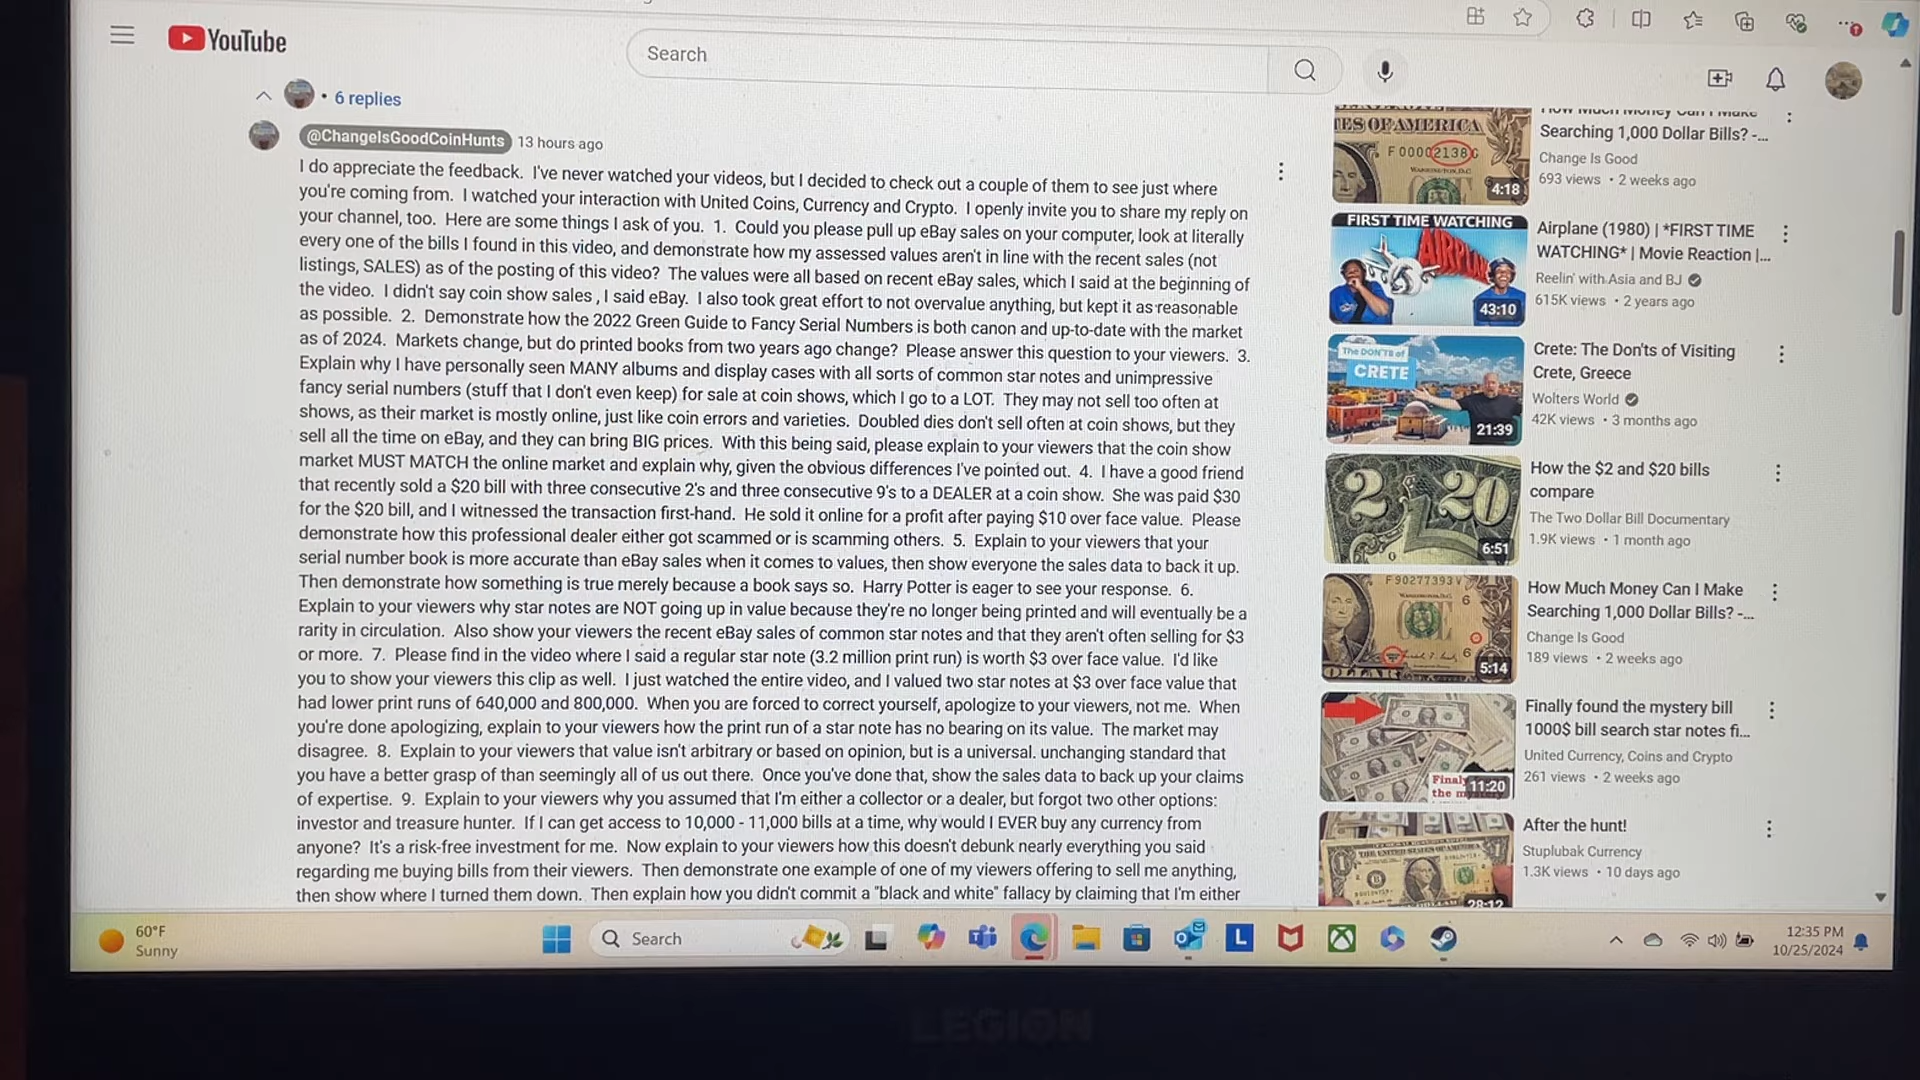 YouTube
Search
6 replies
@ChangeIsGoodCoinHunts 13 hours ago
I do appreciate the feedback. I've never watched your videos, but I decided to check out a couple of them to see just where
you're coming from. I watched your interaction with United Coins, Currency and Crypto. I openly invite you to share my reply on
your channel, too. Here are some things I ask of you. 1. Could you please pull up eBay sales on your computer, look at literally
every one of the bills I found in this video, and demonstrate how my assessed values aren't in line with the recent sales (not
listings, SALES) as of the posting of this video? The values were all based on recent eBay sales, which I said at the beginning of
the video. I didn't say coin show sales , I said eBay. I also took great effort to not overvalue anything, but kept it as reasonable
as possible. 2. Demonstrate how the 2022 Green Guide to Fancy Serial Numbers is both canon and up-to-date with the market
as of 2024. Markets change, but do printed books from two years ago change? Please answer this question to your viewers. 3.
Explain why I have personally seen MANY albums and display cases with all sorts of common star notes and unimpressive
fancy serial numbers (stuff that I don't even keep) for sale at coin shows, which I go to a LOT. They may not sell too often at
shows, as their market is mostly online, just like coin errors and varieties. Doubled dies don't sell often at coin shows, but they
sell all the time on eBay, and they can bring BIG prices. With this being said, please explain to your viewers that the coin show
market MUST MATCH the online market and explain why, given the obvious differences I've pointed out. 4. I have a good friend
that recently sold a $20 bill with three consecutive 2's and three consecutive 9's to a DEALER at a coin show. She was paid $30
for the $20 bill, and I witnessed the transaction first-hand. He sold it online for a profit after paying $10 over face value. Please
demonstrate how this professional dealer either got scammed or is scamming others. 5. Explain to your viewers that your
serial number book is more accurate than eBay sales when it comes to values, then show everyone the sales data to back it up.
Then demonstrate how something is true merely because a book says so. Harry Potter is eager to see your response. 6.
Explain to your viewers why star notes are NOT going up in value because they're no longer being printed and will eventually be a
rarity in circulation. Also show your viewers the recent eBay sales of common star notes and that they aren't often selling for $3
or more. 7. Please find in the video where I said a regular star note (3.2 million print run) is worth $3 over face value. I'd like
you to show your viewers this clip as well. I just watched the entire video, and I valued two star notes at $3 over face value that
had lower print runs of 640,000 and 800,000. When you are forced to correct yourself, apologize to your viewers, not me. When
you're done apologizing, explain to your viewers how the print run of a star note has no bearing on its value. The market may
disagree. 8. Explain to your viewers that value isn't arbitrary or based on opinion, but is a universal. unchanging standard that
you have a better grasp of than seemingly all of us out there. Once you've done that, show the sales data to back up your claims
of expertise. 9. Explain to your viewers why you assumed that I'm either a collector or a dealer, but forgot two other options:
investor and treasure hunter. If I can get access to 10,000 - 11,000 bills at a time, why would I EVER buy any currency from
anyone? It's a risk-free investment for me. Now explain to your viewers how this doesn't debunk nearly everything you said
regarding me buying bills from their viewers. Then demonstrate one example of one of my viewers offering to sell me anything,
then show where I turned them down. Then explain how you didn't commit a "black and white" fallacy by claiming that I'm either
How Much Money Can I Make
Searching 1,000 Dollar Bills? -...
Change Is Good
693 views • 2 weeks ago
TES OF AMERICA
F 00002138G
WASHINGTON, D.C.
4:18
FIRST TIME WATCHING
AIRPLANE
43:10
Airplane (1980) | *FIRST TIME
WATCHING* | Movie Reaction |...
Reelin' with Asia and BJ
615K views • 2 years ago
The DON'TS of
CRETE
21:39
Crete: The Don'ts of Visiting
Crete, Greece
Wolters World
42K views • 3 months ago
2 20
6:51
How the $2 and $20 bills
compare
The Two Dollar Bill Documentary
1.9K views • 1 month ago
F 90277393 V
6
6
DOLLAR
5:14
How Much Money Can I Make
Searching 1,000 Dollar Bills? -...
Change Is Good
189 views • 2 weeks ago
11:20
Finally found the mystery bill
1000$ bill search star notes fi...
United Currency, Coins and Crypto
261 views • 2 weeks ago
28:12
After the hunt!
Stuplubak Currency
1.3K views • 10 days ago
60°F
Sunny
Search
L
12:35 PM
10/25/2024
LEGION